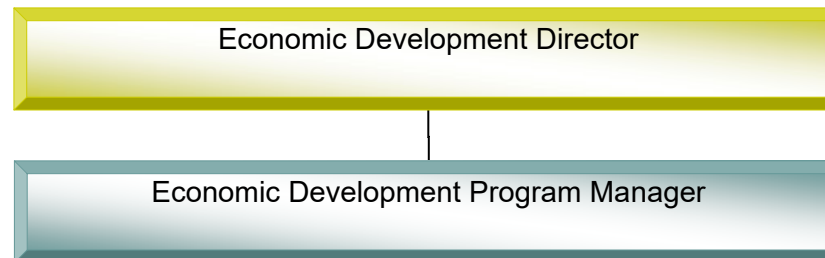 Economic Development Director
Economic Development Program Manager